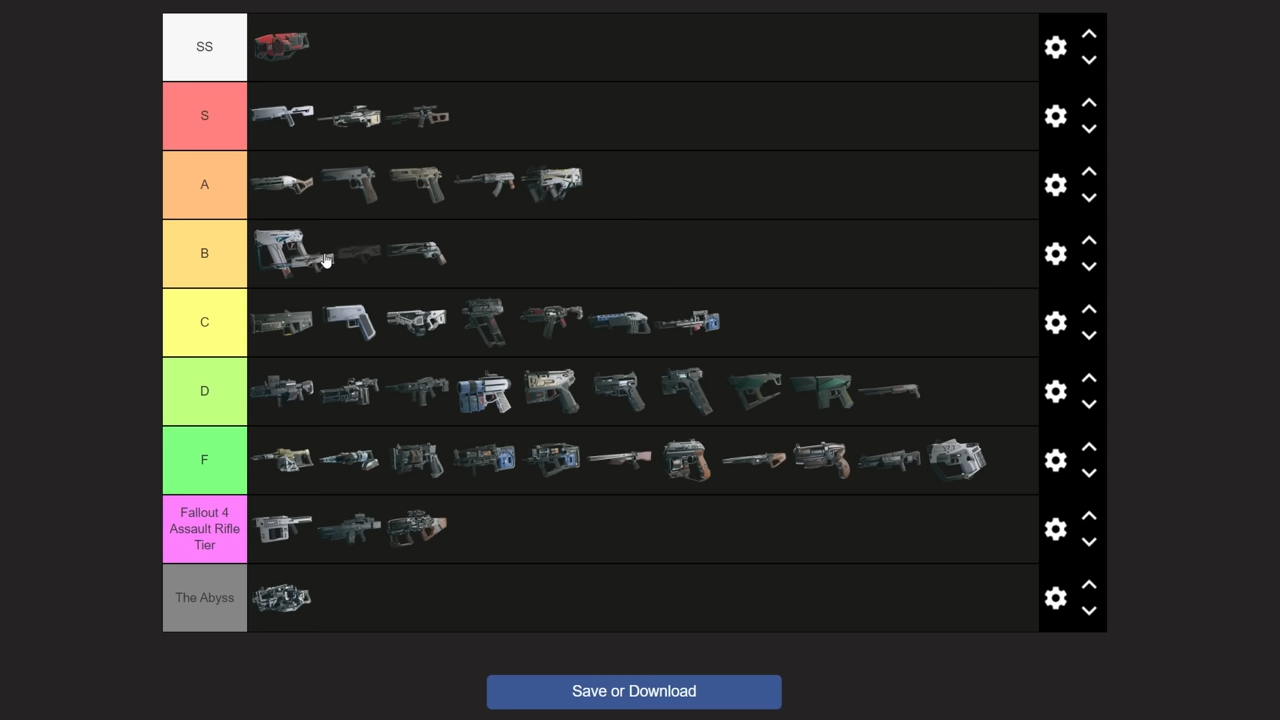 SS
S
A
B
C
D
F
Fallout 4
Assault Rifle
Tier
The Abyss
Save or Download